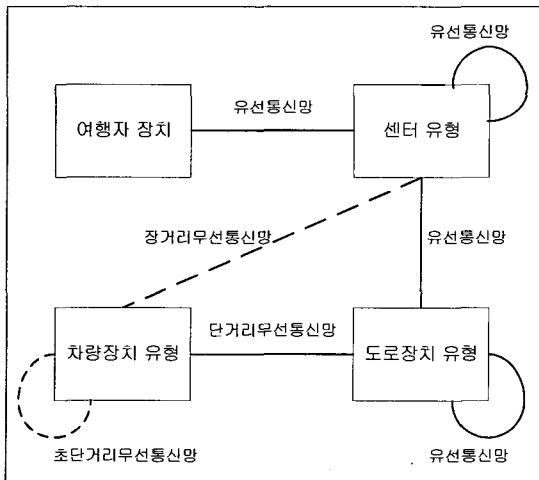 유선통신망
유선통신망
여행자 장치
센터 유형
장거리무선통신망
유선통신망
단거리무선통신망
차량장치 유형
도로장치 유형
초단거리무선통신망
유선통신망